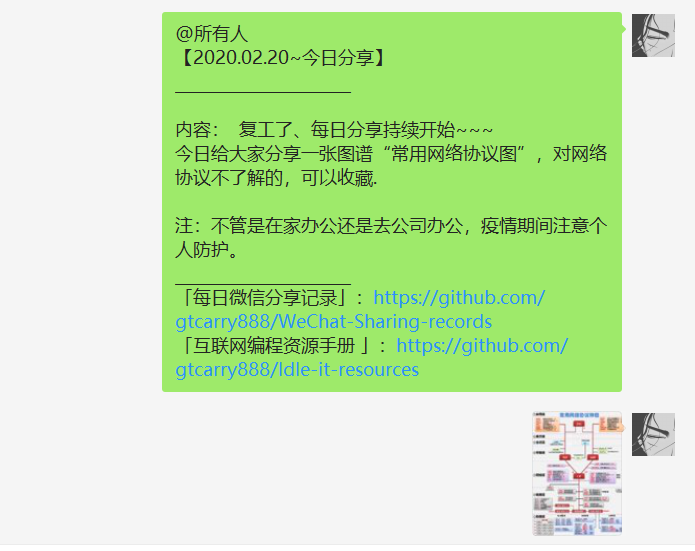 @所有人
【2020.02.20~今日分享】
____________________
内容： 复工了、每日分享持续开始~~~
今日给大家分享一张图谱“常用网络协议图”，对网络
协议不了解的，可以收藏.
注：不管是在家办公还是去公司办公，疫情期间注意个
人防护。
____________________
「每日微信分享记录」：https://github.com/
gtcarry888/WeChat-Sharing-records
「互联网编程资源手册 」：https://github.com/
gtcarry888/Idle-it-resources